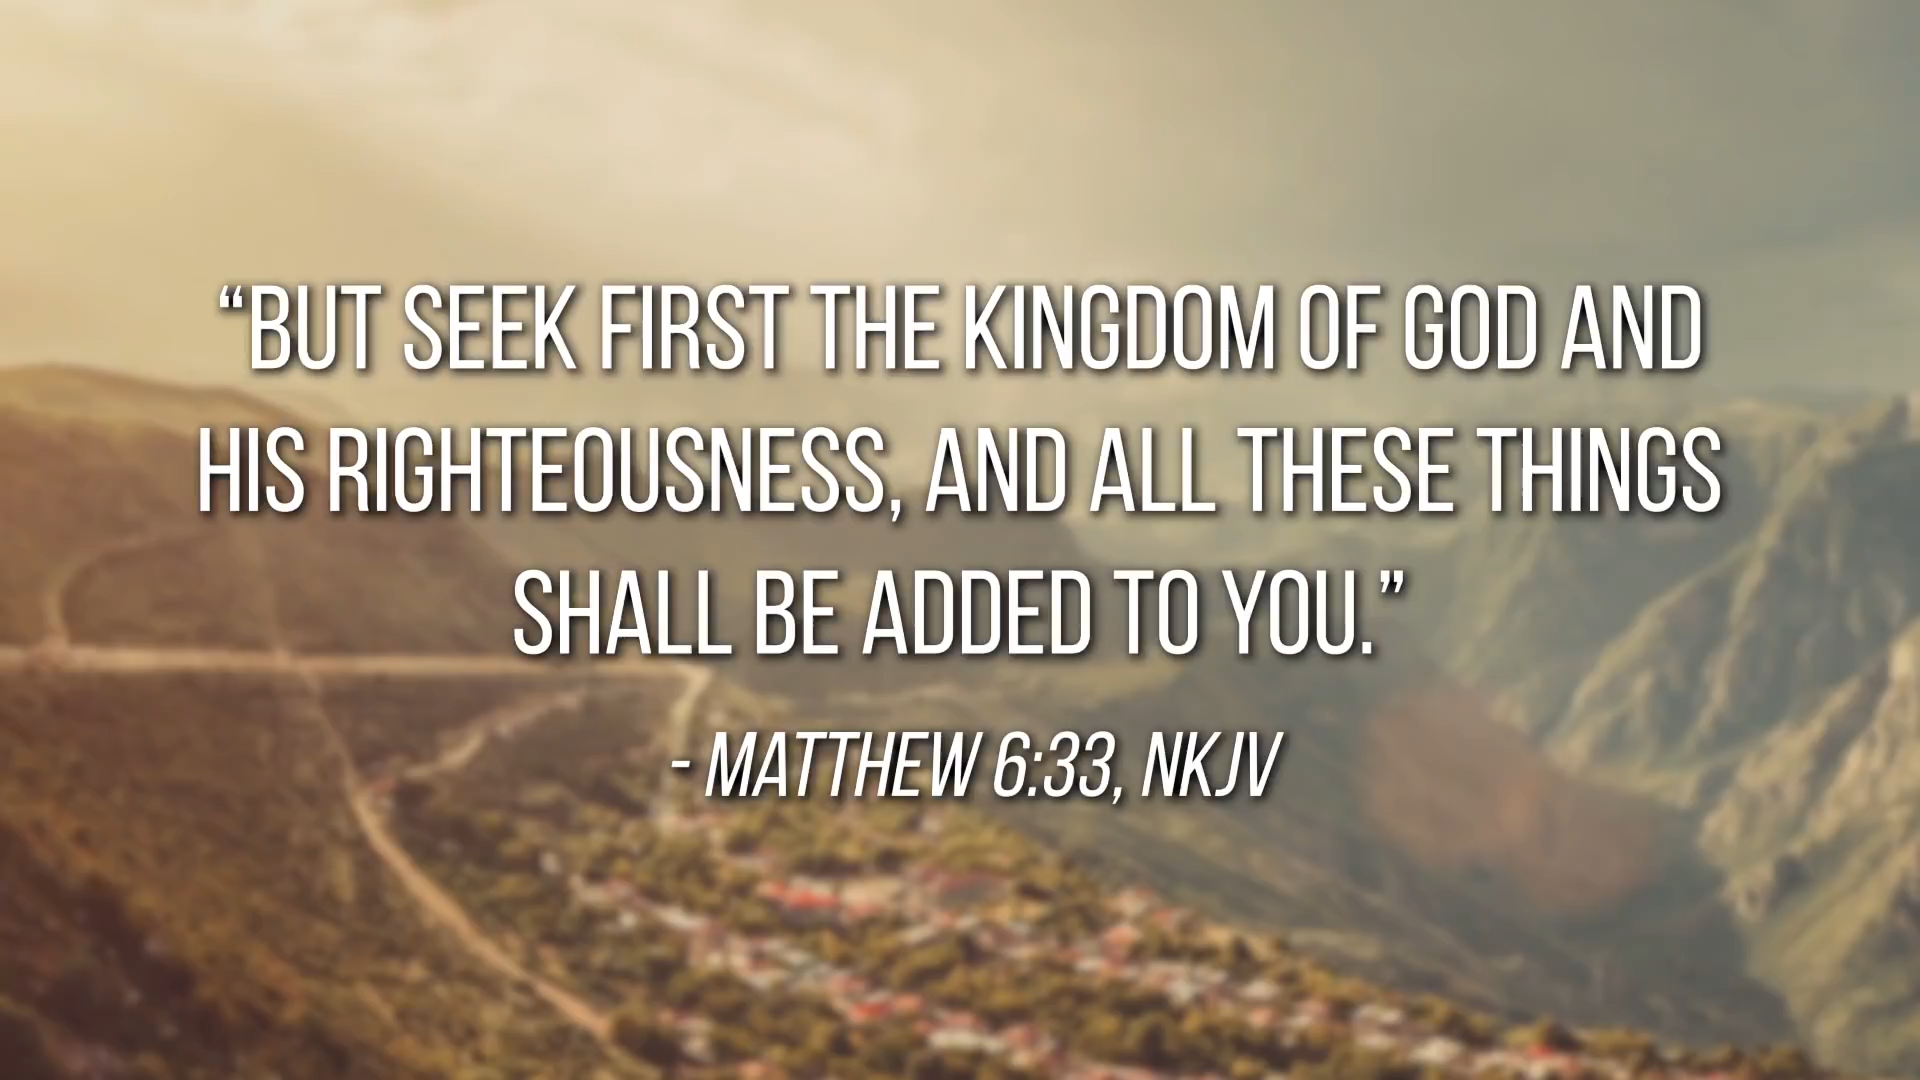 “BUT SEEK FIRST THE KINGDOM OF GOD AND
HIS RIGHTEOUSNESS, AND ALL THESE THINGS
SHALL BE ADDED TO YOU.”
- MATTHEW 6:33, NKJV